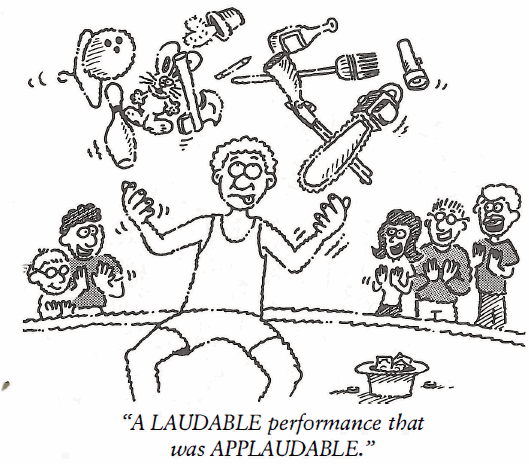 “A LAUDABLE performance that
was APPLAUDABLE.”